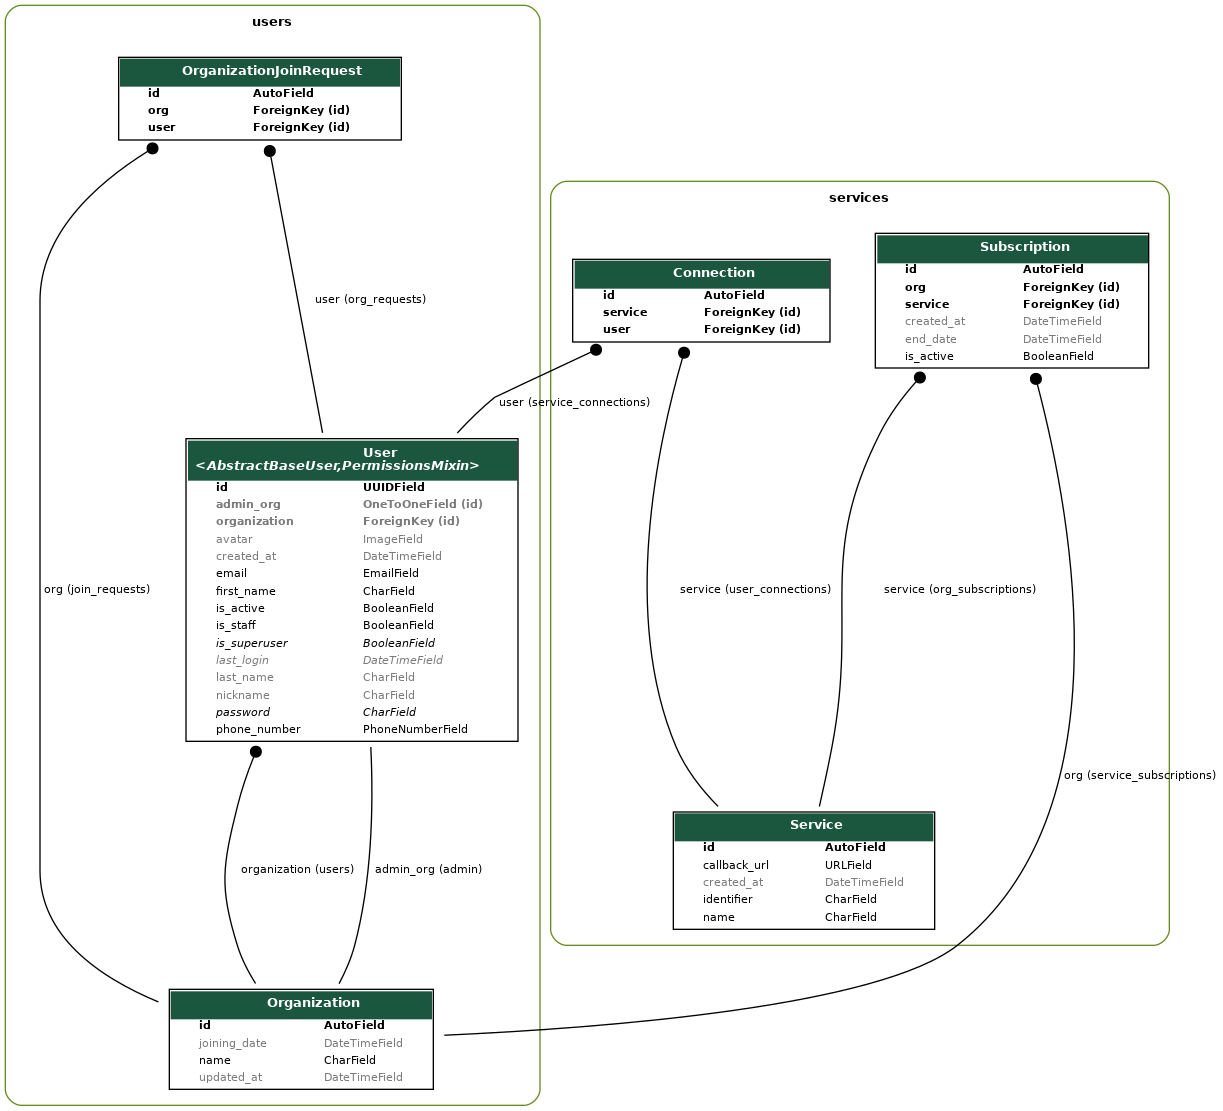 users
OrganizationJoinRequest
id AutoField
org ForeignKey (id)
user ForeignKey (id)
services
Connection
id AutoField
service ForeignKey (id)
user ForeignKey (id)
Subscription
id AutoField
org ForeignKey (id)
service ForeignKey (id)
created_at DateTimeField
end_date DateTimeField
is_active BooleanField
user (org_requests)
user (service_connections)
User
<AbstractBaseUser,PermissionsMixin>
id UUIDField
admin_org OneToOneField (id)
organization ForeignKey (id)
avatar ImageField
created_at DateTimeField
email EmailField
first_name CharField
is_active BooleanField
is_staff BooleanField
is_superuser BooleanField
last_login DateTimeField
last_name CharField
nickname CharField
password CharField
phone_number PhoneNumberField
org (join_requests)
service (user_connections)
service (org_subscriptions)
org (service_subscriptions)
Service
id AutoField
callback_url URLField
created_at DateTimeField
identifier CharField
name CharField
organization (users)
admin_org (admin)
Organization
id AutoField
joining_date DateTimeField
name CharField
updated_at DateTimeField